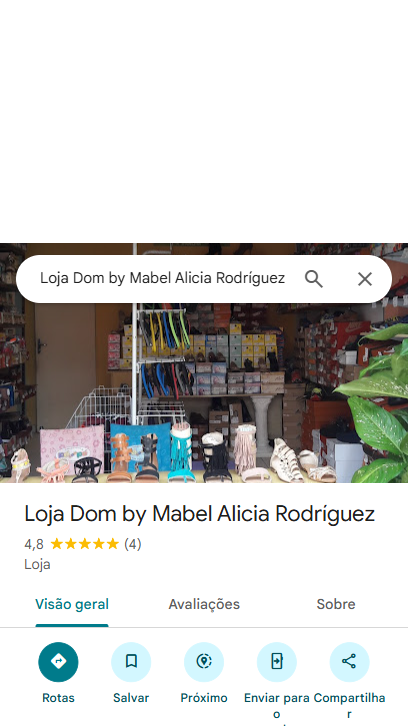 Loja Dom by Mabel Alicia Rodríguez
Loja Dom by Mabel Alicia Rodríguez
4,8 (4)
Loja
Visão geral Avaliações Sobre
Rotas Salvar Próximo Enviar para o Compartilhar